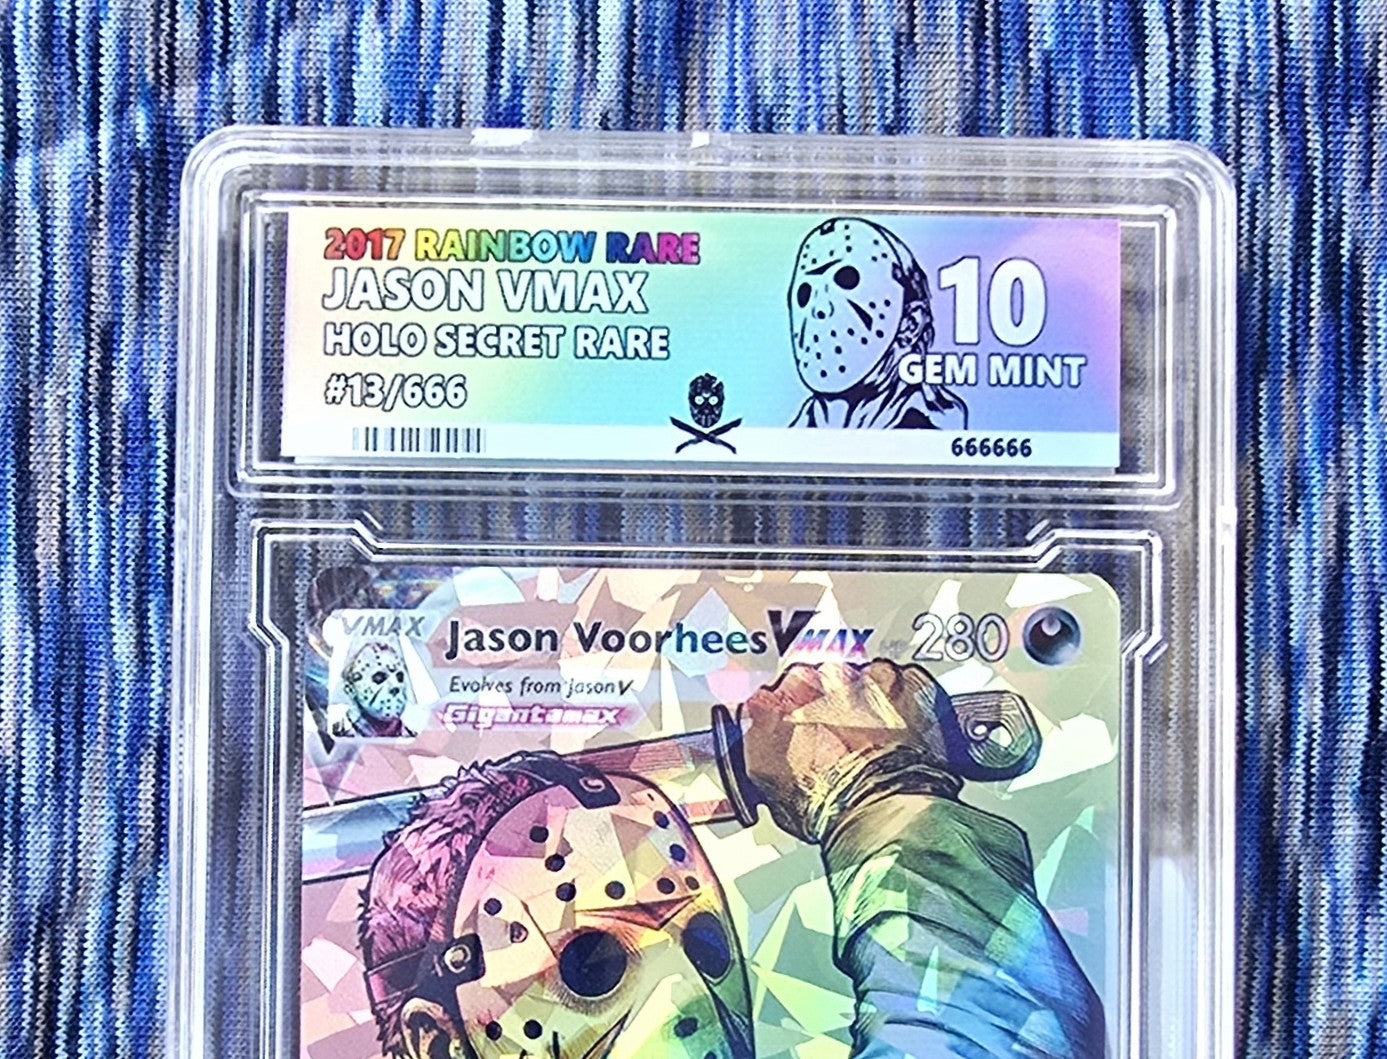 2017 RAINBOW RARE
JASON VMAX
HOLO SECRET RARE
#13/666
10
GEM MINT
666666
VMAX
Jason Voorhees VMAX HP 280
Evolves from Jason V
Gigantamax